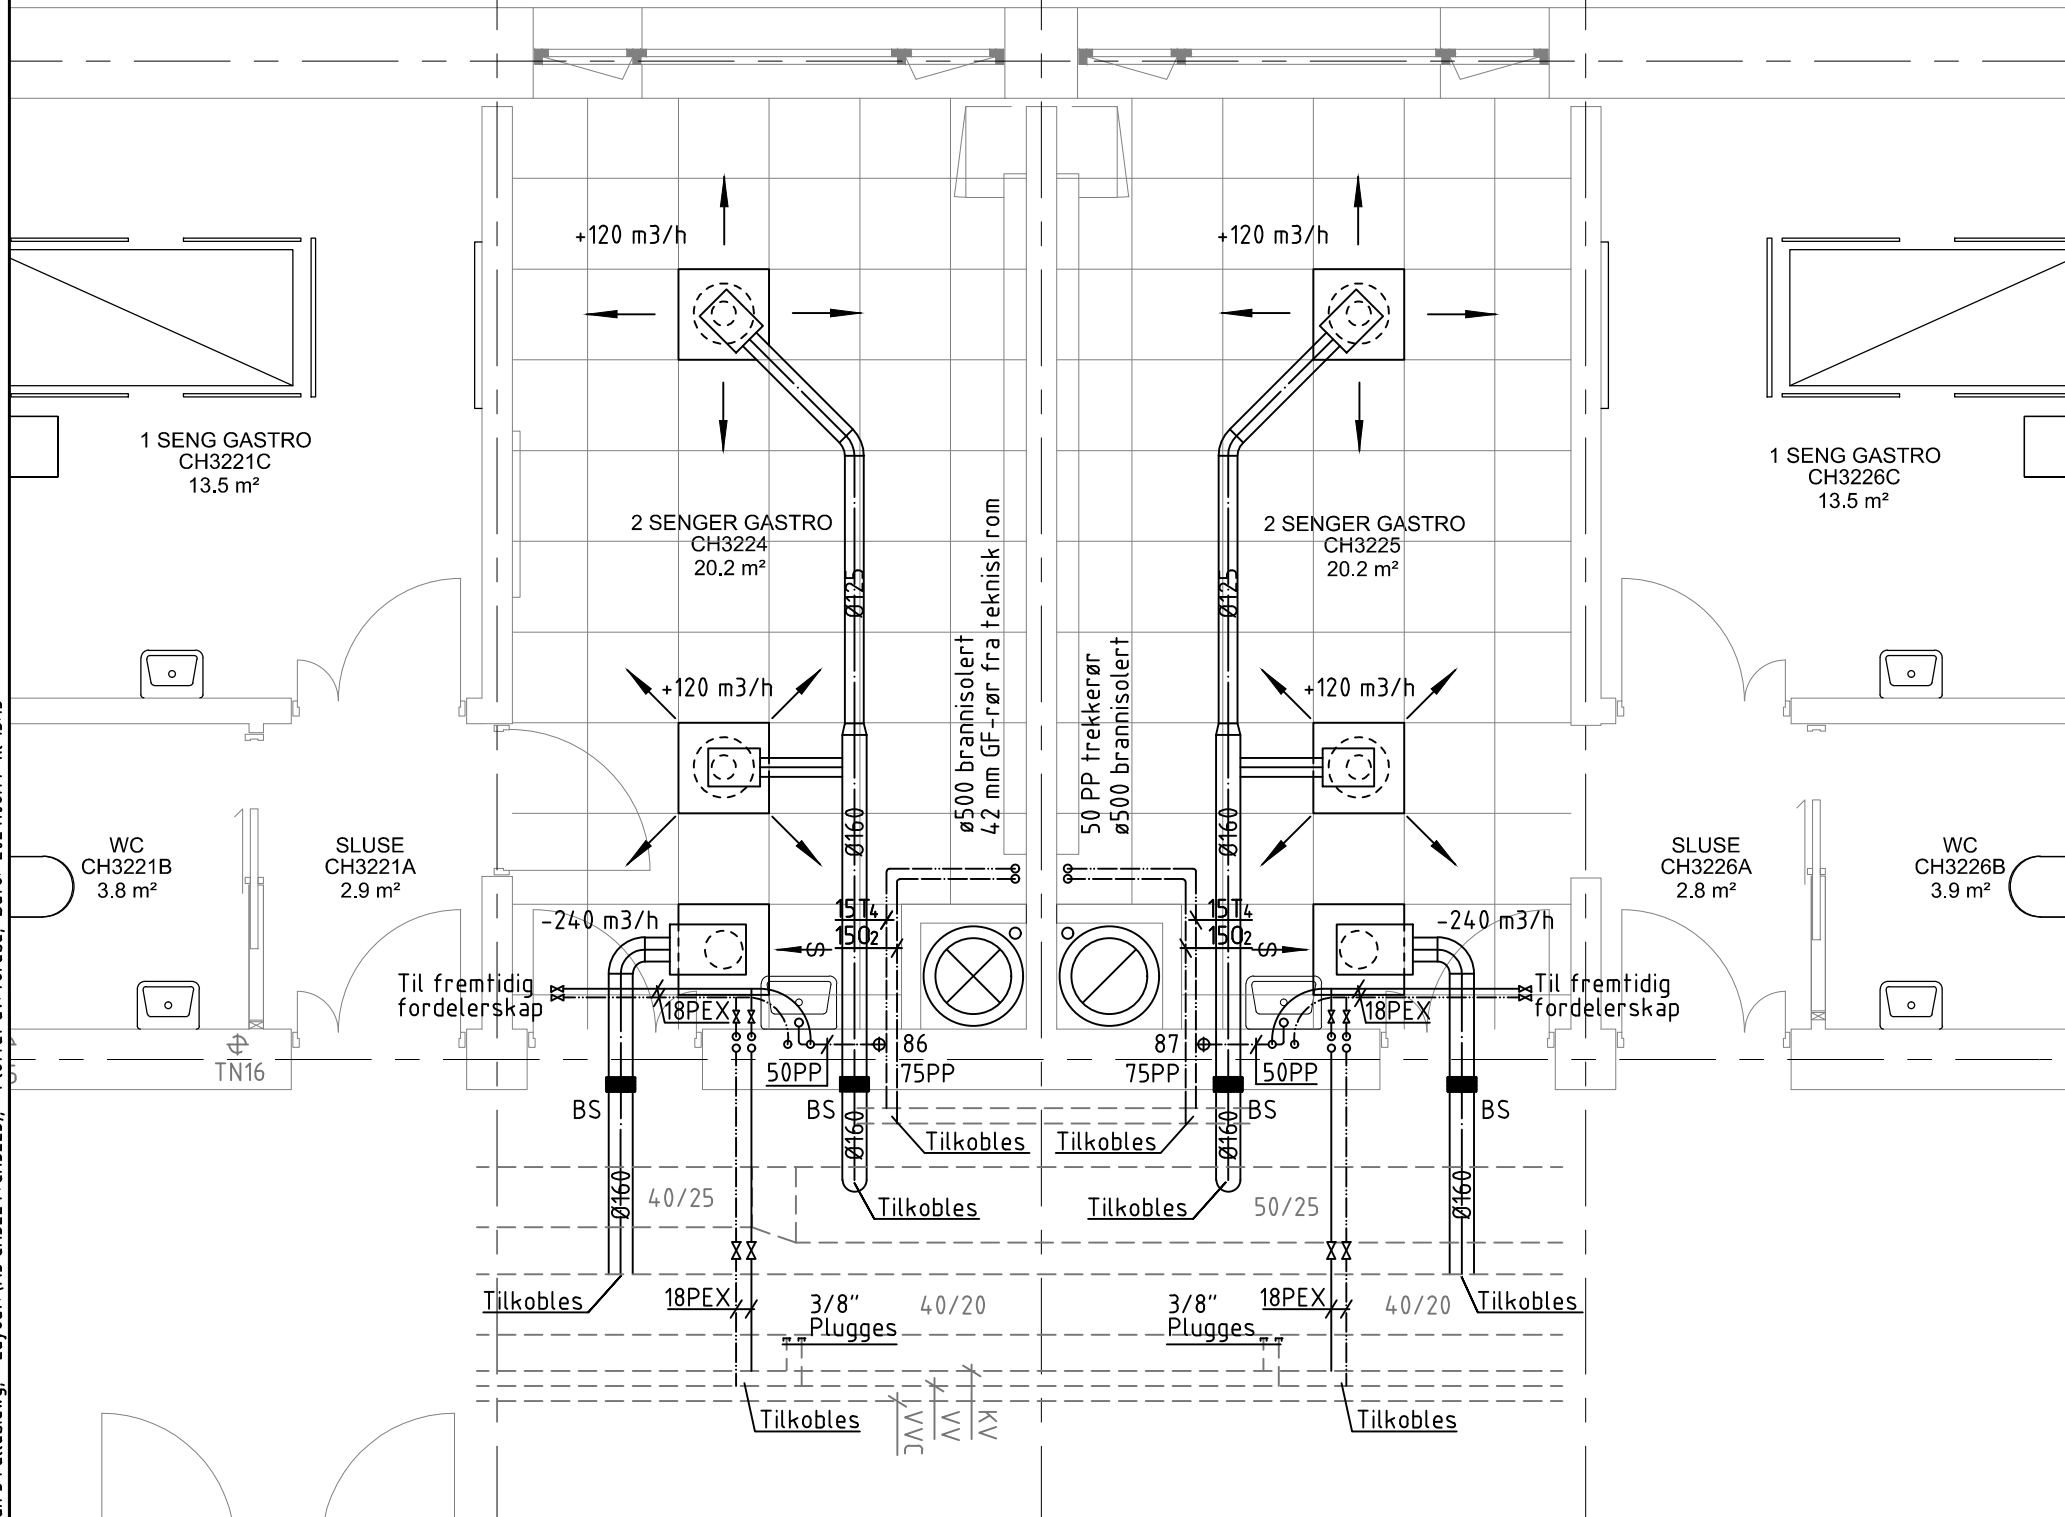 +120 m3/h
+120 m3/h
1 SENG GASTRO
CH3221C
13.5 m²
2 SENGER GASTRO
CH3224
20.2 m²
2 SENGER GASTRO
CH3225
20.2 m²
1 SENG GASTRO
CH3226C
13.5 m²
Ø125
ø500 brannisolert
42 mm GF-rør fra teknisk rom
50 PP trekkerør
ø500 brannisolert
Ø125
+120 m3/h
+120 m3/h
Ø160
Ø160
WC
CH3221B
3.8 m²
SLUSE
CH3221A
2.9 m²
SLUSE
CH3226A
2.8 m²
WC
CH3226B
3.9 m²
-240 m3/h
15T4
15O2
S
15T4
15O2
S
-240 m3/h
Til fremtidig
fordelerskap
18PEX
18PEX
Til fremtidig
fordelerskap
TN16
50PP
86
75PP
87
75PP
50PP
BS
BS
BS
BS
Ø160
Tilkobles
Tilkobles
Ø160
Ø160
40/25
Tilkobles
Tilkobles
50/25
Ø160
Tilkobles
18PEX
3/8"
Plugges
40/20
3/8"
Plugges
18PEX
40/20
Tilkobles
Tilkobles
VVC
VV
KV
Tilkobles